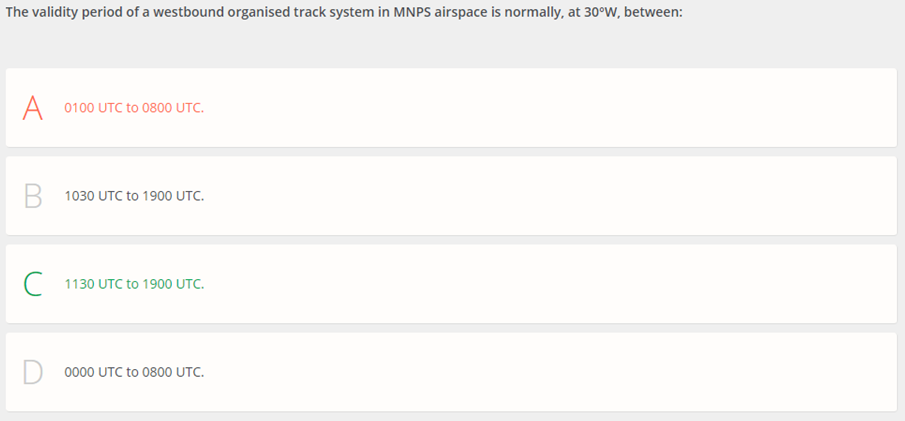 The validity period of a westbound organised track system in MNPS airspace is normally, at 30ºW, between:
A 0100 UTC to 0800 UTC.
B 1030 UTC to 1900 UTC.
C 1130 UTC to 1900 UTC.
D 0000 UTC to 0800 UTC.